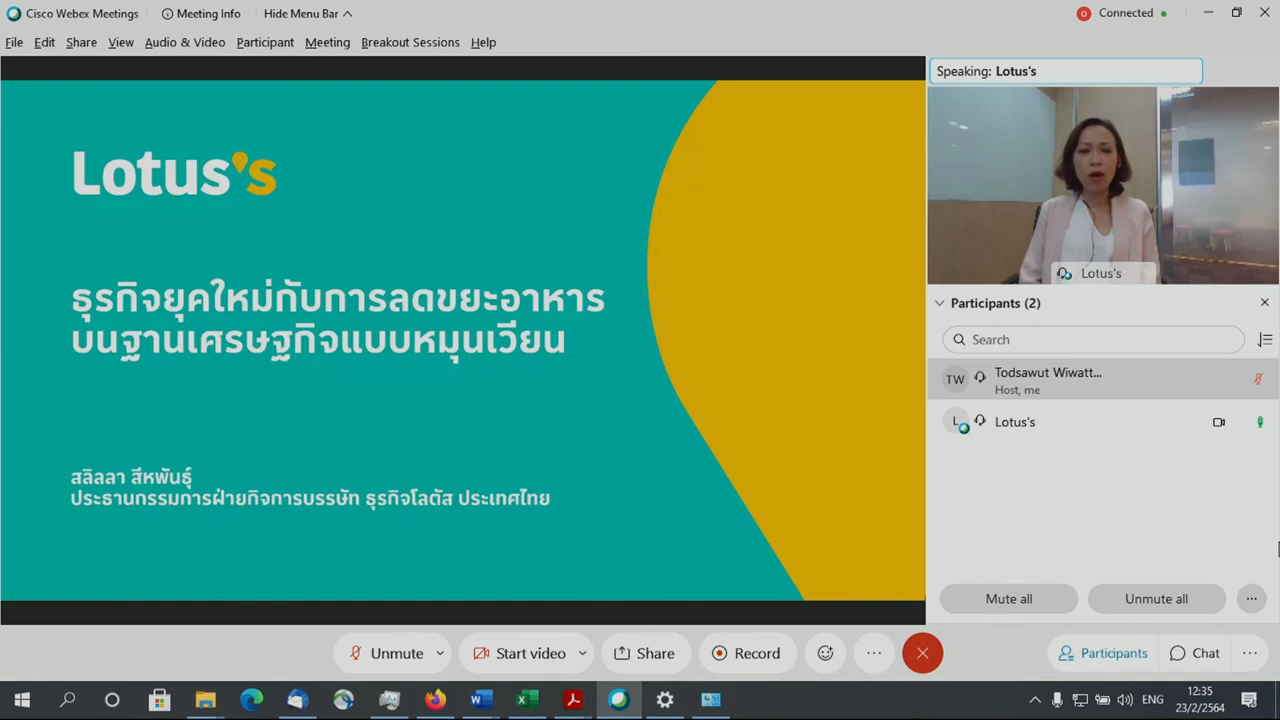 Cisco Webex Meetings
Meeting Info
Hide Menu Bar
Connected
File Edit Share View Audio & Video Participant Meeting Breakout Sessions Help
Speaking: Lotus's
Lotus's
ธุรกิจยุคใหม่กับการลดขยะอาหาร
บนฐานเศรษฐกิจแบบหมุนเวียน
สลิลลา สีหพันธุ์
ประธานกรรมการฝ่ายกิจการบรรษัท ธุรกิจโลตัส ประเทศไทย
Lotus's
Participants (2)
Search
TW
Todsawut Wiwatt...
Host, me
L
Lotus's
Mute all
Unmute all
Unmute
Start video
Share
Record
Participants
Chat
ENG
12:35
23/2/2564